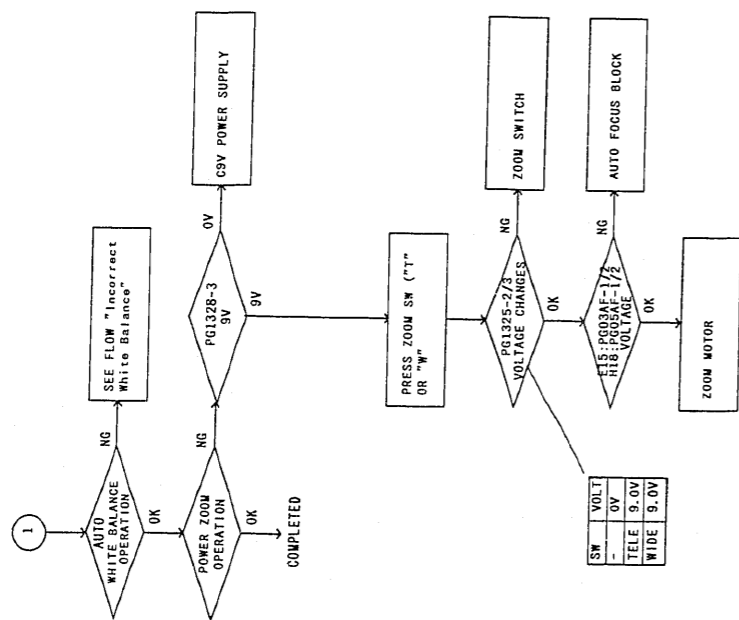 1
AUTO
WHITE BALANCE
OPERATION
NG
SEE FLOW "Incorrect
White Balance"
OK
POWER ZOOM
OPERATION
NG
OK
COMPLETED
PG1328-3
9V
0V
C9V POWER SUPPLY
9V
PRESS ZOOM SW ("T"
OR "W"
PG1325-2/3
VOLTAGE CHANGES
NG
ZOOM SWITCH
OK
SW VOLT
- 0V
TELE 9.0V
WIDE 9.0V
E15:PG03AF-1/2
H18:PG05AF-1/2
VOLTAGE
NG
AUTO FOCUS BLOCK
OK
ZOOM MOTOR